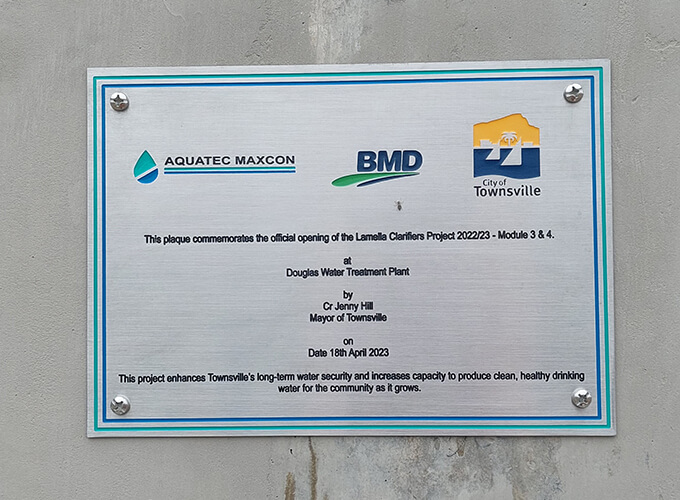 AQUATEC MAXCON
BMD
City of
Townsville
This plaque commemorates the official opening of the Lamella Clarifiers Project 2022/23 - Module 3 & 4.
at
Douglas Water Treatment Plant
by
Cr Jenny Hill
Mayor of Townsville
on
Date 18th April 2023
This project enhances Townsville's long-term water security and increases capacity to produce clean, healthy drinking
water for the community as it grows.